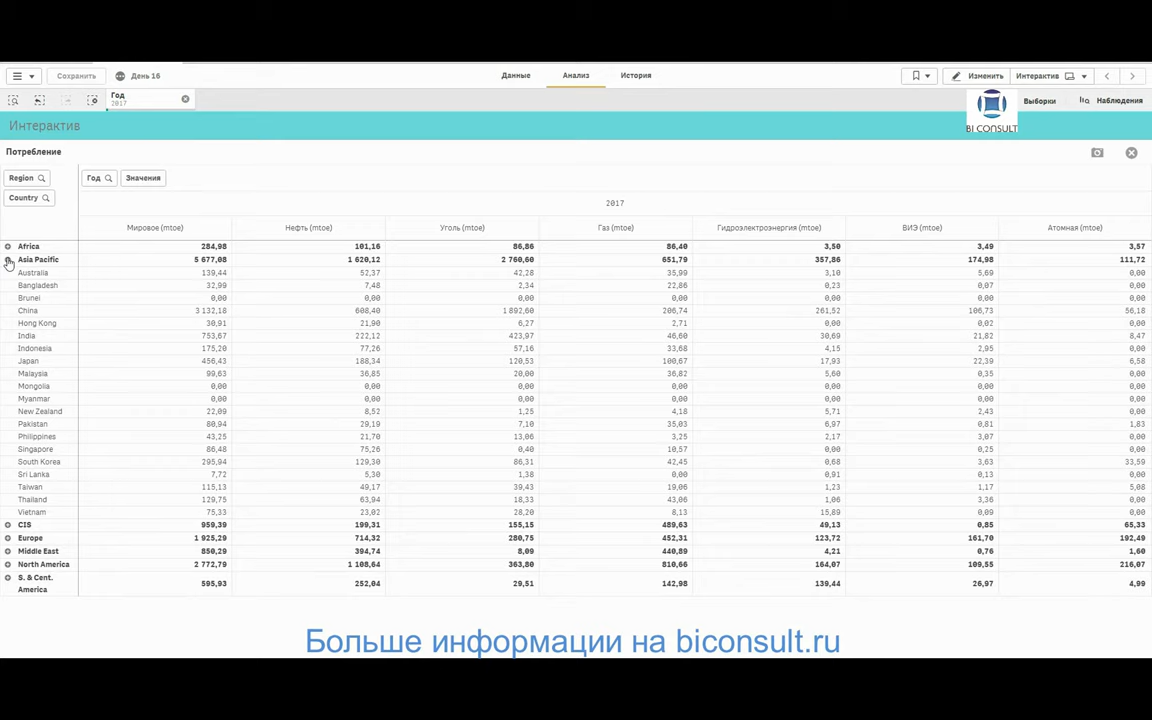 Сохранить День 16 Данные Анализ История Изменить Интерактив
Год
2017
BI CONSULT
Выборки Наблюдения
Интерактив
Потребление
Region Год Значения
Country
2017
Мировое (mtoe) Нефть (mtoe) Уголь (mtoe) Газ (mtoe) Гидроэлектроэнергия (mtoe) ВИЭ (mtoe) Атомная (mtoe)
Africa 284,98 101,16 86,86 86,40 3,50 3,49 3,57
Asia Pacific 5 677,08 1 620,12 2 760,60 651,79 357,86 174,98 111,72
Australia 139,44 52,37 42,28 35,99 3,10 5,69 0,00
Bangladesh 32,99 7,48 2,34 22,86 0,23 0,07 0,00
Brunei 0,00 0,00 0,00 0,00 0,00 0,00 0,00
China 3 132,18 608,40 1 892,60 206,74 261,52 106,73 56,18
Hong Kong 30,91 21,90 6,27 2,71 0,00 0,02 0,00
India 753,67 222,12 423,97 46,60 30,69 21,82 8,47
Indonesia 175,20 77,26 57,16 33,68 4,15 2,95 0,00
Japan 456,43 188,34 120,53 100,67 17,93 22,39 6,58
Malaysia 99,63 36,85 20,00 36,82 5,60 0,35 0,00
Mongolia 0,00 0,00 0,00 0,00 0,00 0,00 0,00
Myanmar 0,00 0,00 0,00 0,00 0,00 0,00 0,00
New Zealand 22,09 8,52 1,25 4,18 5,71 2,43 0,00
Pakistan 80,94 29,19 7,10 35,03 6,97 0,81 1,83
Philippines 43,25 21,70 13,06 3,25 2,17 3,07 0,00
Singapore 86,48 75,26 0,40 10,57 0,00 0,25 0,00
South Korea 295,94 129,30 86,31 42,45 0,68 3,63 33,59
Sri Lanka 7,72 5,30 1,38 0,00 0,91 0,13 0,00
Taiwan 115,13 49,17 39,43 19,06 1,23 1,17 5,08
Thailand 129,75 63,94 18,33 43,06 1,06 3,36 0,00
Vietnam 75,33 23,02 28,20 8,13 15,89 0,09 0,00
CIS 959,39 199,31 155,15 489,63 49,13 0,85 65,33
Europe 1 925,29 714,32 280,75 452,31 123,72 161,70 192,49
Middle East 850,29 394,74 8,09 440,89 4,21 0,76 1,60
North America 2 772,79 1 108,64 363,80 810,66 164,07 109,55 216,07
S. & Cent.
America 595,93 252,04 29,51 142,98 139,44 26,97 4,99
Больше информации на biconsult.ru